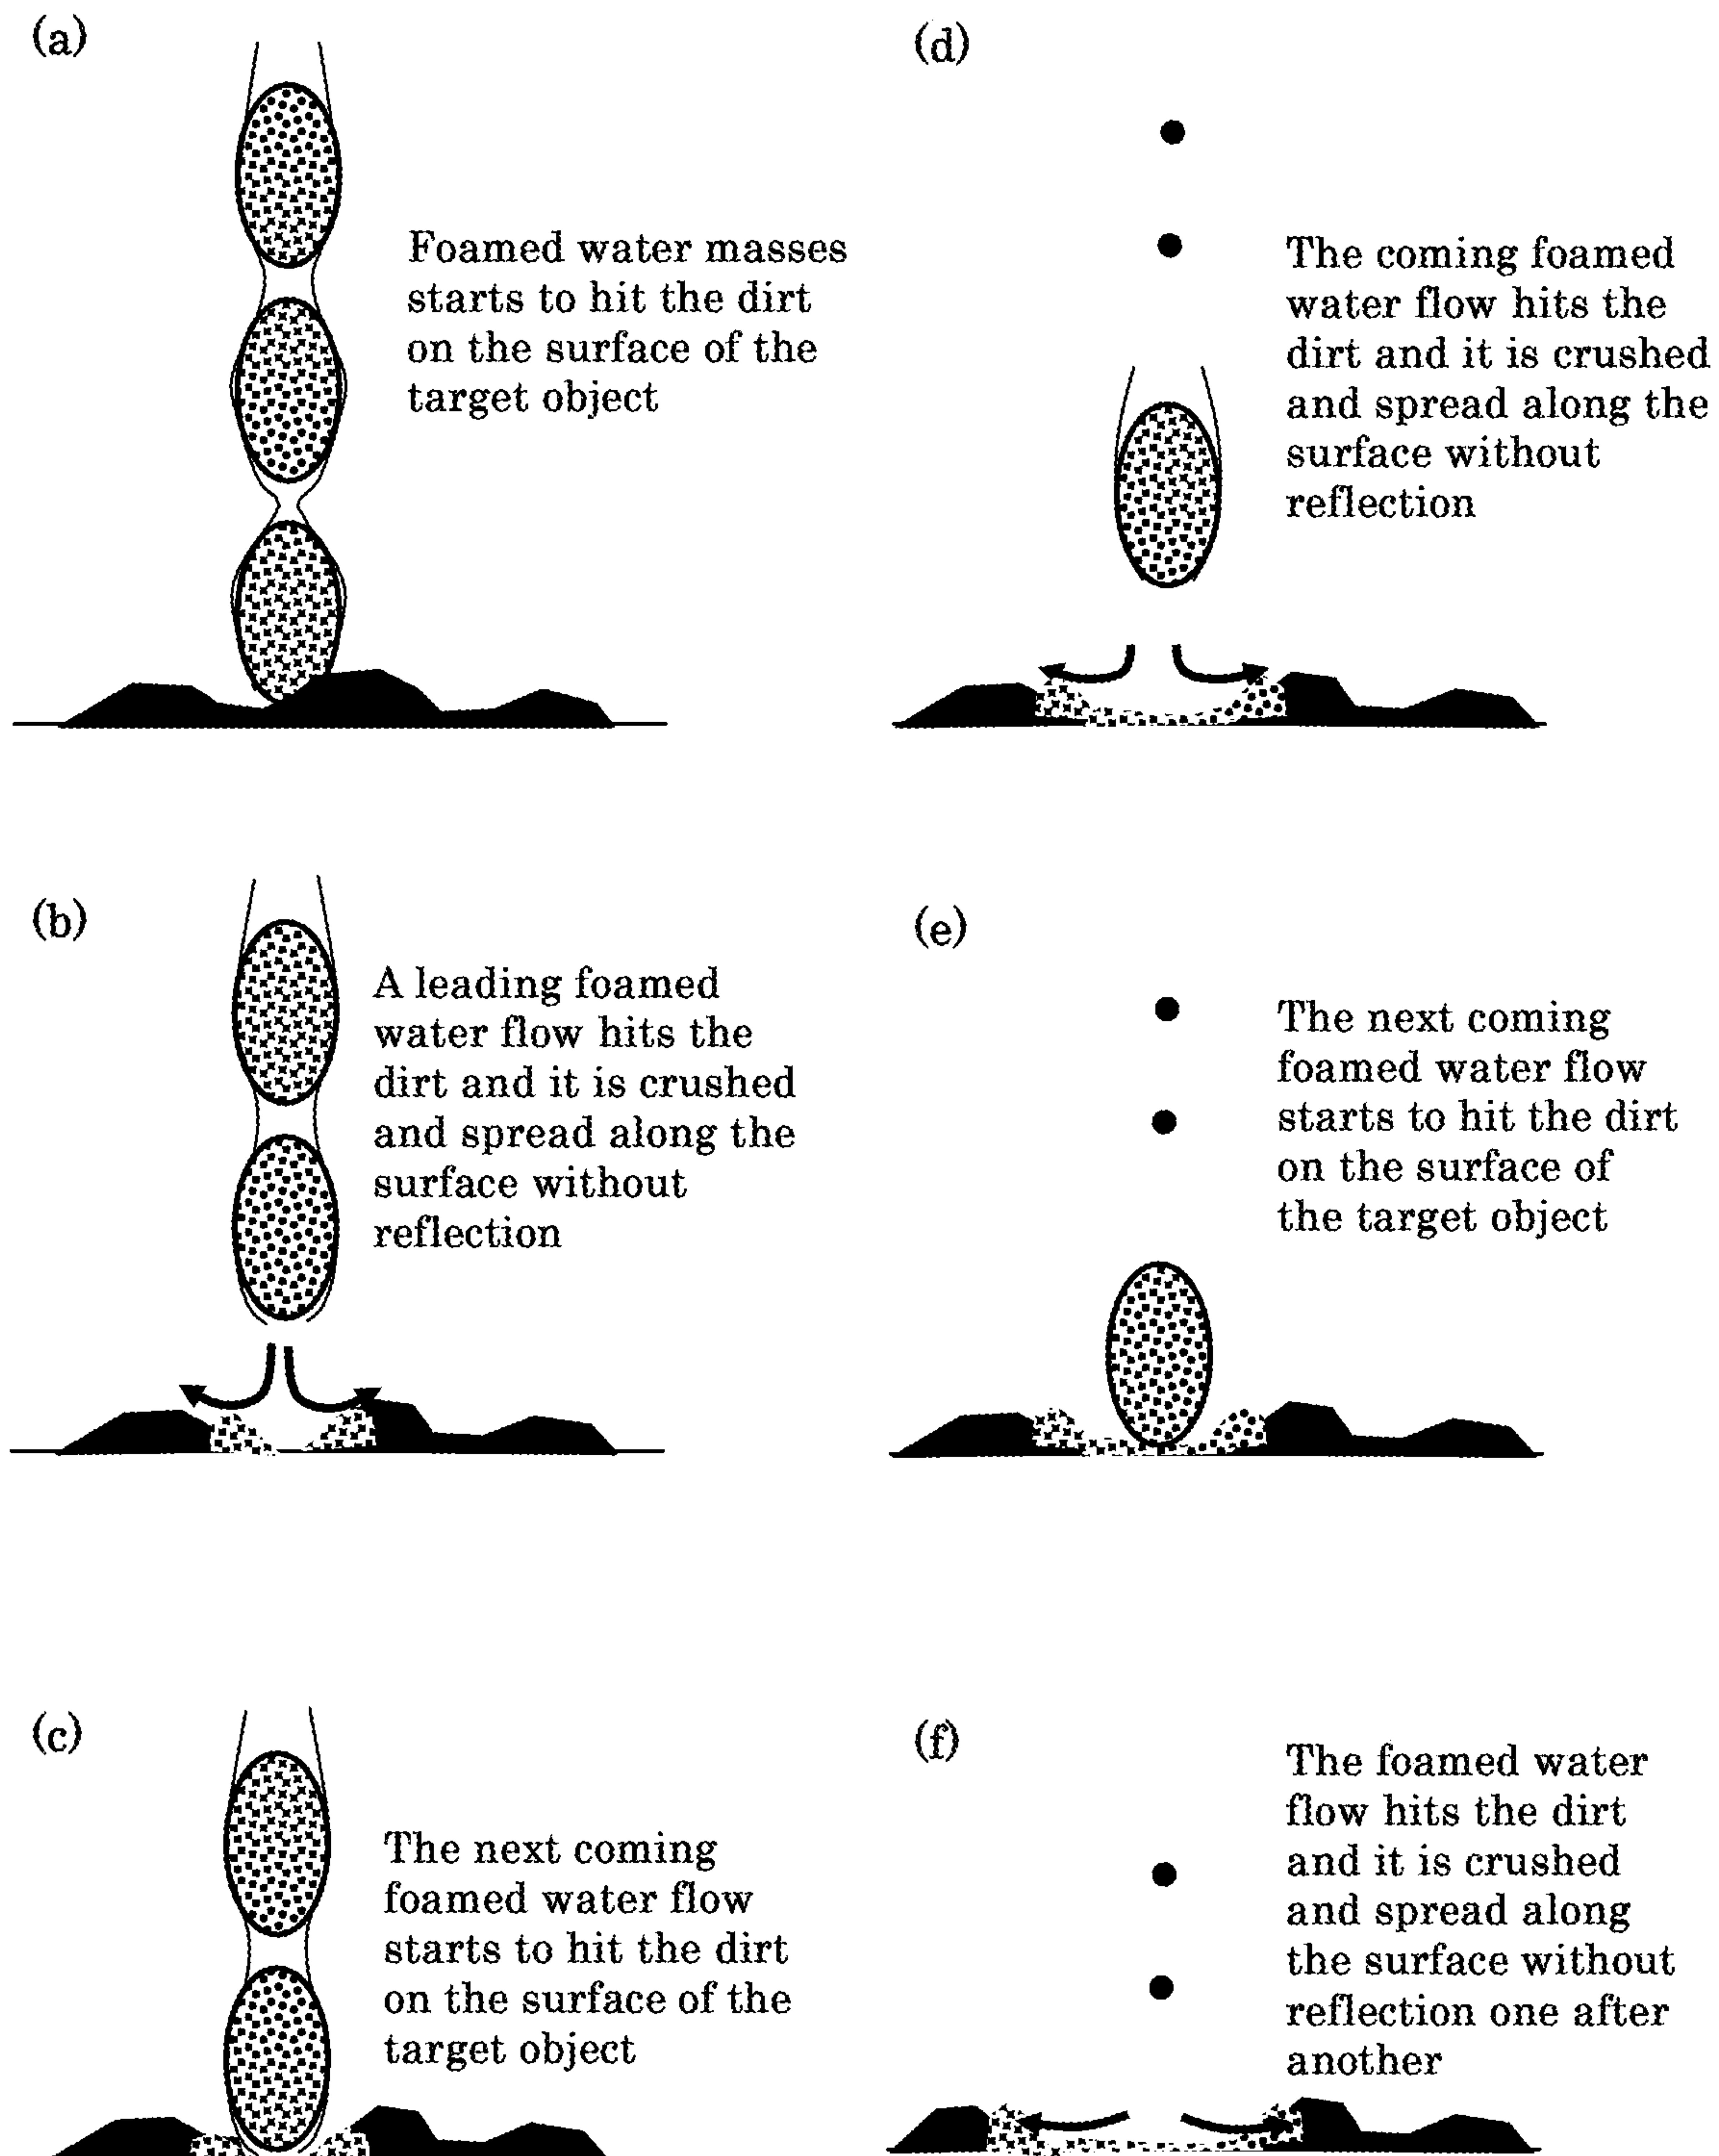 (a)
Foamed water masses
starts to hit the dirt
on the surface of the
target object
(b)
A leading foamed
water flow hits the
dirt and it is crushed
and spread along the
surface without
reflection
(c)
The next coming
foamed water flow
starts to hit the dirt
on the surface of the
target object
(d)
The coming foamed
water flow hits the
dirt and it is crushed
and spread along the
surface without
reflection
(e)
The next coming
foamed water flow
starts to hit the dirt
on the surface of
the target object
(f)
The foamed water
flow hits the dirt
and it is crushed
and spread along
the surface without
reflection one after
another